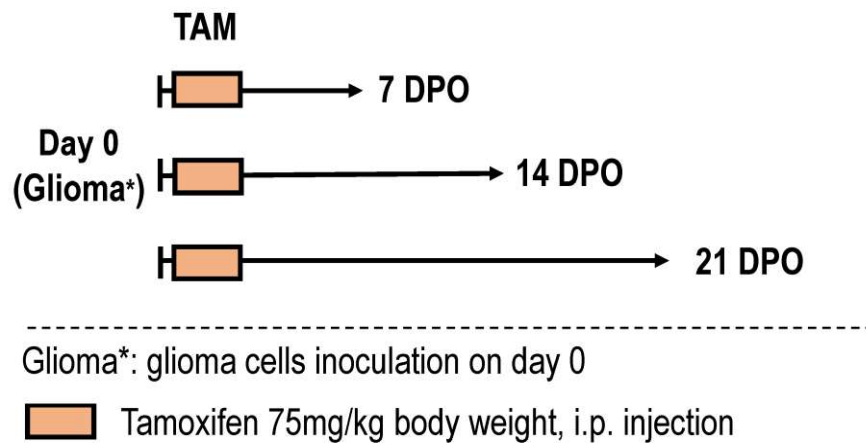 TAM
7 DPO
Day 0
(Glioma*)
14 DPO
21 DPO
Glioma*: glioma cells inoculation on day 0
Tamoxifen 75mg/kg body weight, i.p. injection